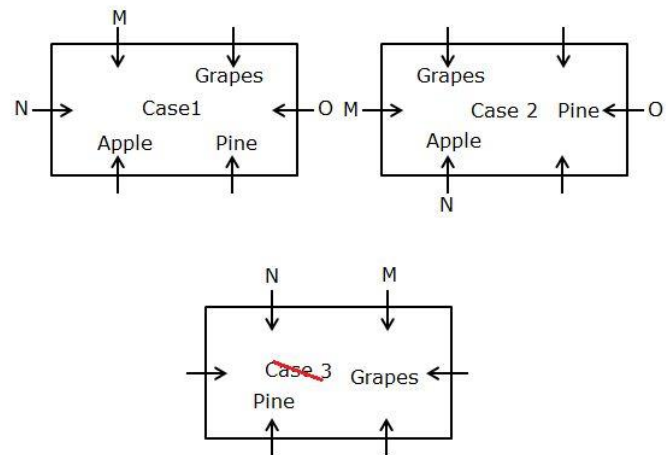 M
Grapes
N Case1 O
Apple Pine
Grapes
M Case 2 Pine O
Apple
N
N M
Case 3 Grapes
Pine